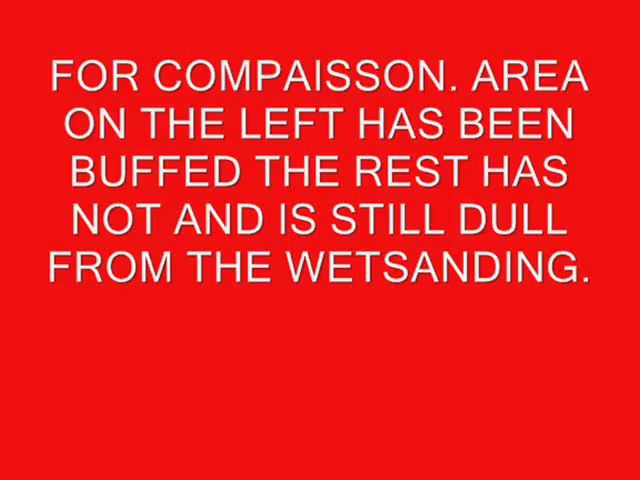 FOR COMPAISSON. AREA
ON THE LEFT HAS BEEN
BUFFED THE REST HAS
NOT AND IS STILL DULL
FROM THE WETSANDING.